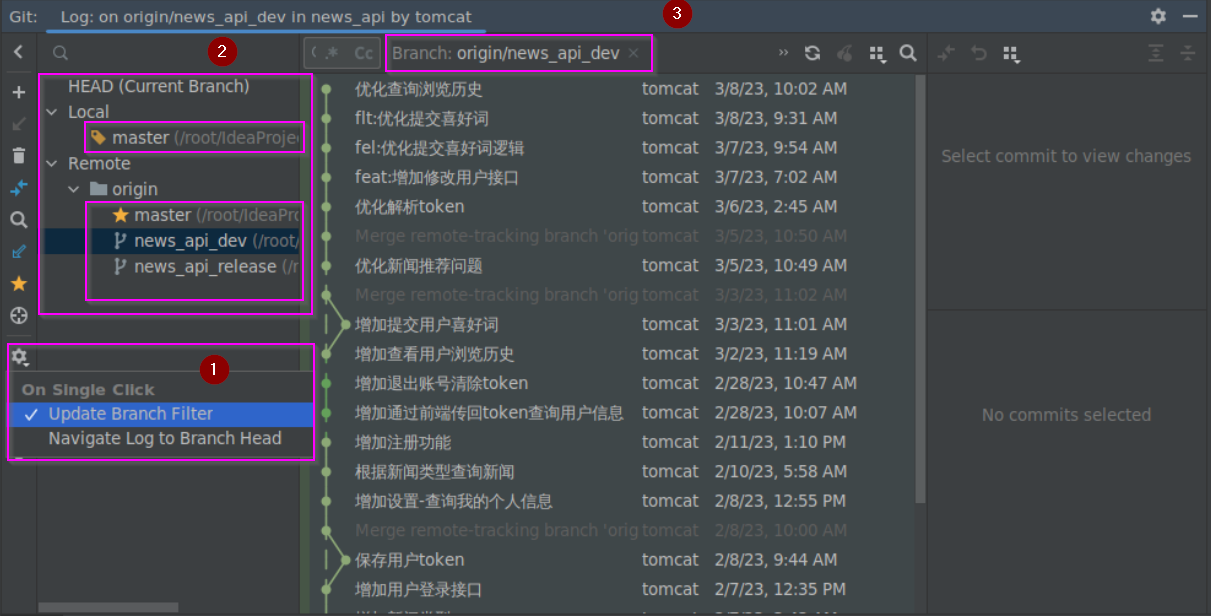 Git:
Log: on origin/news_api_dev in news_api by tomcat
3
2
.*
Cc
Branch: origin/news_api_dev ×
»
HEAD (Current Branch)
Local
master (/root/IdeaProje
Remote
origin
master (/root/IdeaPro
news_api_dev (/root/
news_api_release (/r
1
On Single Click
Update Branch Filter
Navigate Log to Branch Head
优化查询浏览历史 tomcat 3/8/23, 10:02 AM
flt:优化提交喜好词 tomcat 3/8/23, 9:31 AM
fel:优化提交喜好词逻辑 tomcat 3/7/23, 9:54 AM
feat:增加修改用户接口 tomcat 3/7/23, 7:02 AM
优化解析token tomcat 3/6/23, 2:45 AM
Merge remote-tracking branch 'orig tomcat 3/5/23, 10:50 AM
优化新闻推荐问题 tomcat 3/5/23, 10:49 AM
Merge remote-tracking branch 'orig tomcat 3/3/23, 11:02 AM
增加提交用户喜好词 tomcat 3/3/23, 11:01 AM
增加查看用户浏览历史 tomcat 3/2/23, 11:19 AM
增加退出账号清除token tomcat 2/28/23, 10:47 AM
增加通过前端传回token查询用户信息 tomcat 2/28/23, 10:07 AM
增加注册功能 tomcat 2/11/23, 1:10 PM
根据新闻类型查询新闻 tomcat 2/10/23, 5:58 AM
增加设置-查询我的个人信息 tomcat 2/8/23, 12:55 PM
Merge remote-tracking branch 'orig tomcat 2/8/23, 10:00 AM
保存用户token tomcat 2/8/23, 9:44 AM
增加用户登录接口 tomcat 2/7/23, 12:35 PM
Select commit to view changes
No commits selected